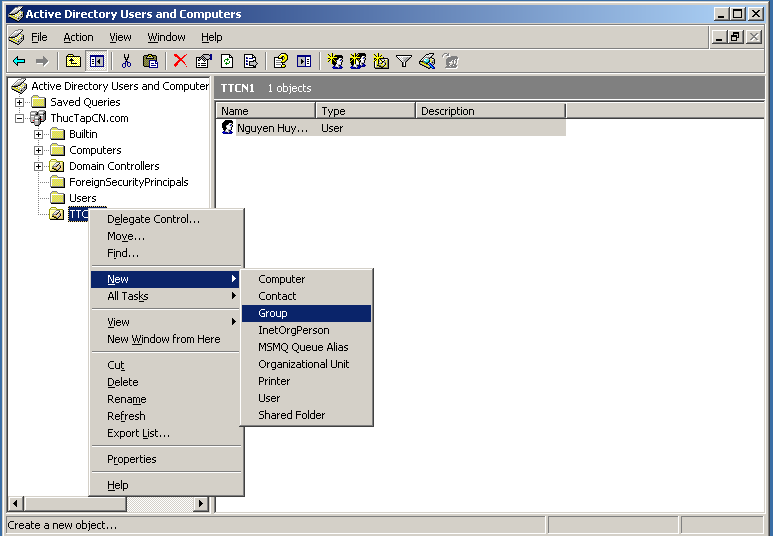 Active Directory Users and Computers
File Action View Window Help
Active Directory Users and Computer
Saved Queries
ThucTapCN.com
Builtin
Computers
Domain Controllers
ForeignSecurityPrincipals
Users
TTC
TTCN1 1 objects
Name Type Description
Nguyen Huy... User
Delegate Control...
Move...
Find...
New
All Tasks
View
New Window from Here
Cut
Delete
Rename
Refresh
Export List...
Properties
Help
Computer
Contact
Group
InetOrgPerson
MSMQ Queue Alias
Organizational Unit
Printer
User
Shared Folder
Create a new object...